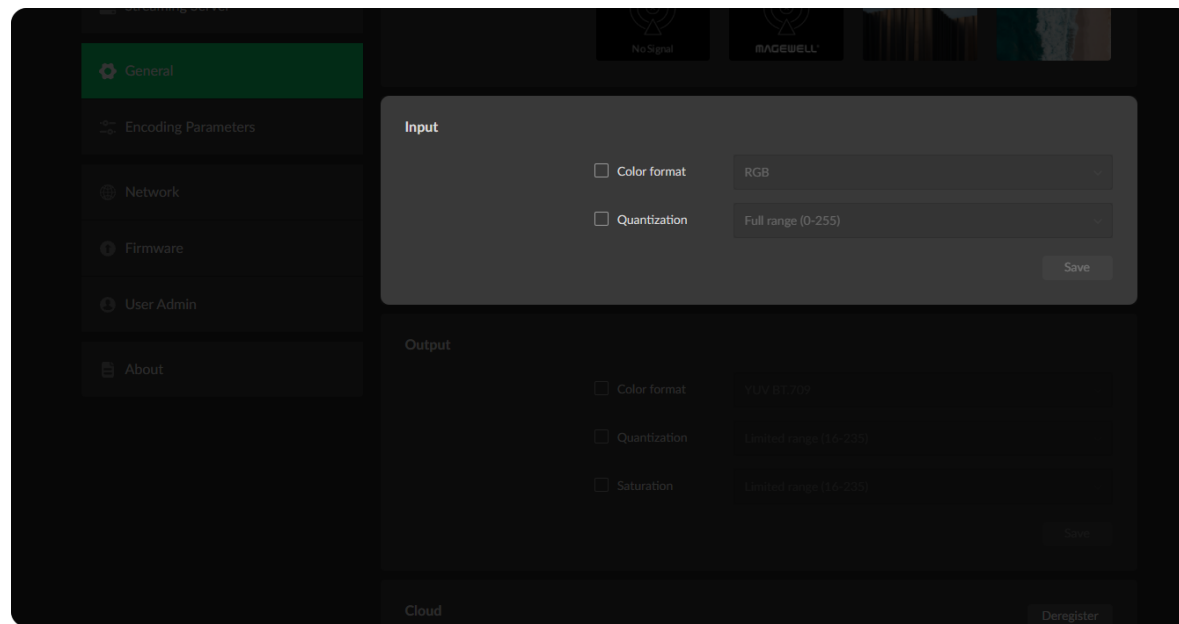 Streaming Server
General
Encoding Parameters
Network
Firmware
User Admin
About
No Signal
MAGEWELL
Input
Color format RGB
Quantization Full range (0-255)
Save
Output
Color format YUV BT.709
Quantization Limited range (16-235)
Saturation Limited range (16-235)
Save
Cloud
Deregister